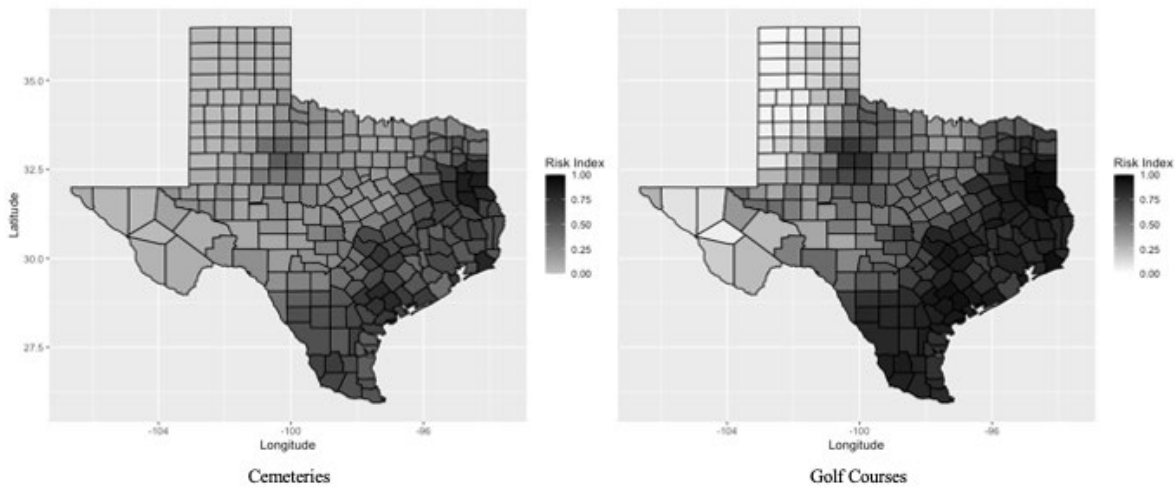 35.0
32.5
30.0
27.5
Latitude
-104
-100
-96
Longitude
Risk Index
1.00
0.75
0.50
0.25
0.00
Cemeteries
-104
-100
-96
Longitude
Risk Index
1.00
0.75
0.50
0.25
0.00
Golf Courses